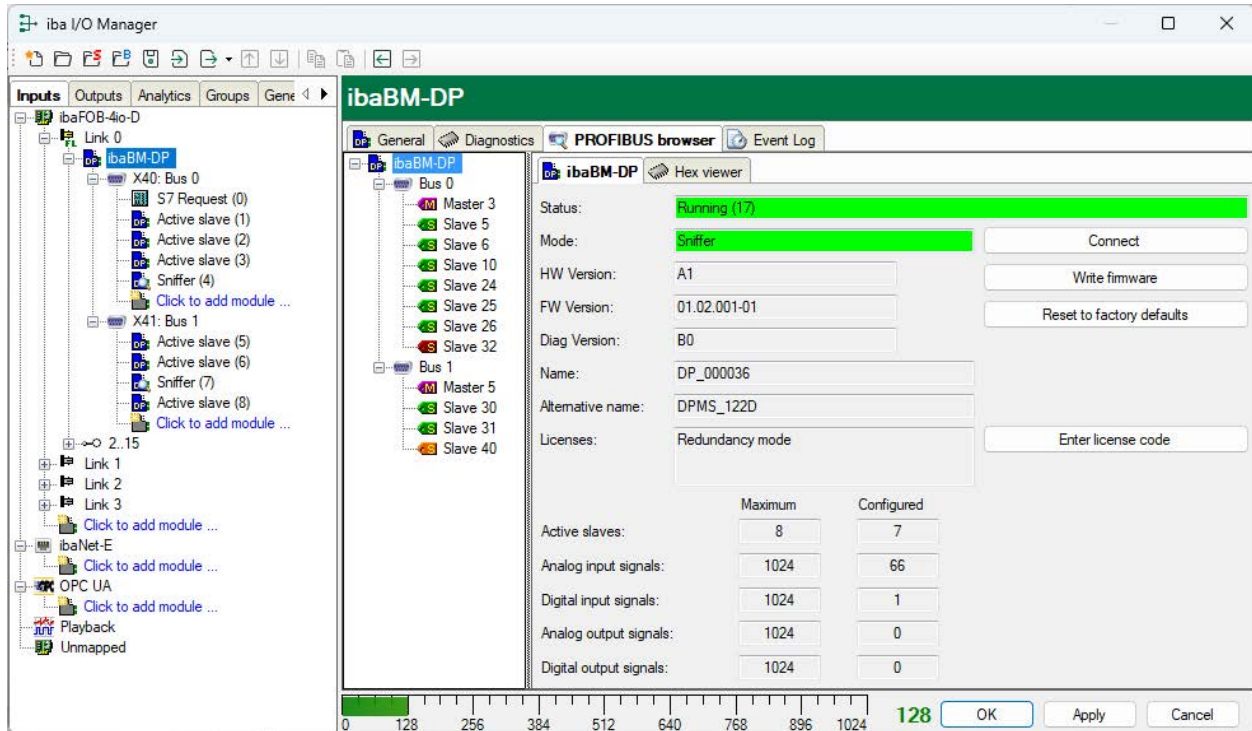 iba I/O Manager
Inputs Outputs Analytics Groups Gene
ibaFOB-4io-D
Link 0
ibaBM-DP
X40: Bus 0
S7 Request (0)
Active slave (1)
Active slave (2)
Active slave (3)
Sniffer (4)
Click to add module ...
X41: Bus 1
Active slave (5)
Active slave (6)
Sniffer (7)
Active slave (8)
Click to add module ...
2..15
Link 1
Link 2
Link 3
Click to add module ...
ibaNet-E
Click to add module ...
OPC UA
Click to add module ...
Playback
Unmapped
ibaBM-DP
General Diagnostics PROFIBUS browser Event Log
ibaBM-DP
Bus 0
Master 3
Slave 5
Slave 6
Slave 10
Slave 24
Slave 25
Slave 26
Slave 32
Bus 1
Master 5
Slave 30
Slave 31
Slave 40
ibaBM-DP Hex viewer
Status: Running (17)
Mode: Sniffer Connect
HW Version: A1 Write firmware
FW Version: 01.02.001-01 Reset to factory defaults
Diag Version: B0
Name: DP_000036
Alternative name: DPMS_122D
Licenses: Redundancy mode Enter license code
Maximum Configured
Active slaves: 8 7
Analog input signals: 1024 66
Digital input signals: 1024 1
Analog output signals: 1024 0
Digital output signals: 1024 0
0 128 256 384 512 640 768 896 1024 128 OK Apply Cancel